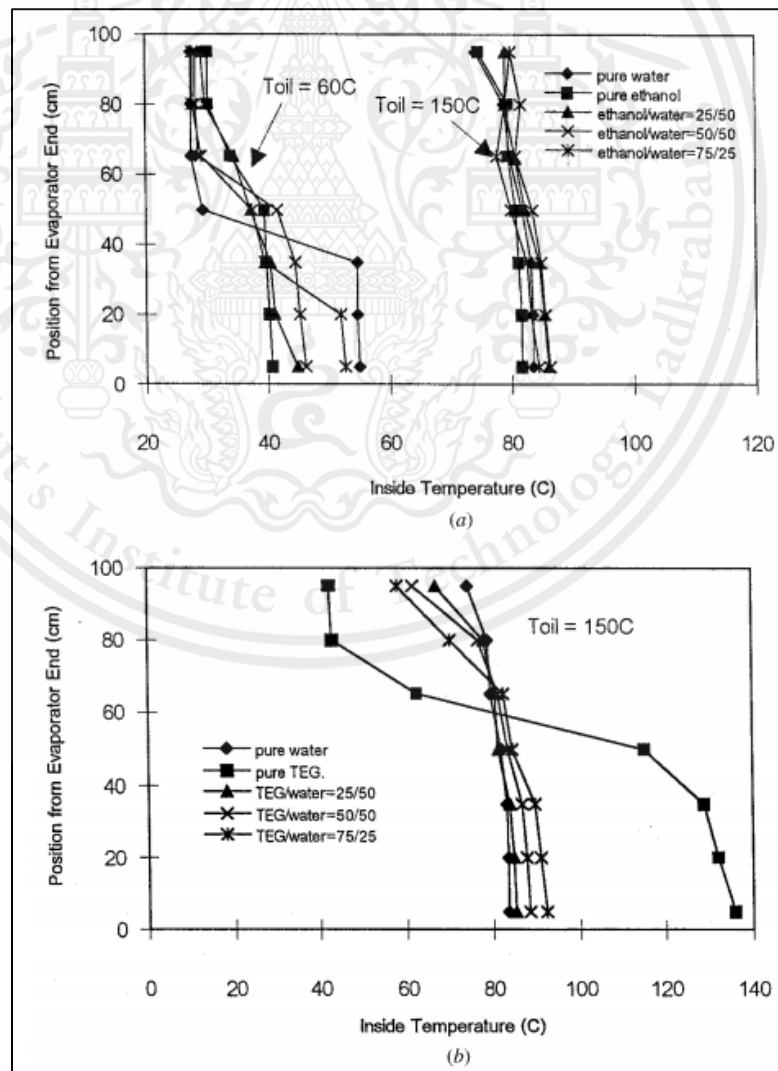 100
80
60
40
20
0
Position from Evaporator End (cm)
Toil = 60C
Toil = 150C
pure water
pure ethanol
ethanol/water=25/50
ethanol/water=50/50
ethanol/water=75/25
20 40 60 80 100 120
Inside Temperature (C)
(a)
100
80
60
40
20
0
Position from Evaporator End (cm)
Toil = 150C
pure water
pure TEG.
TEG/water=25/50
TEG/water=50/50
TEG/water=75/25
0 20 40 60 80 100 120 140
Inside Temperature (C)
(b)
's Institute of Technology Ladkraban